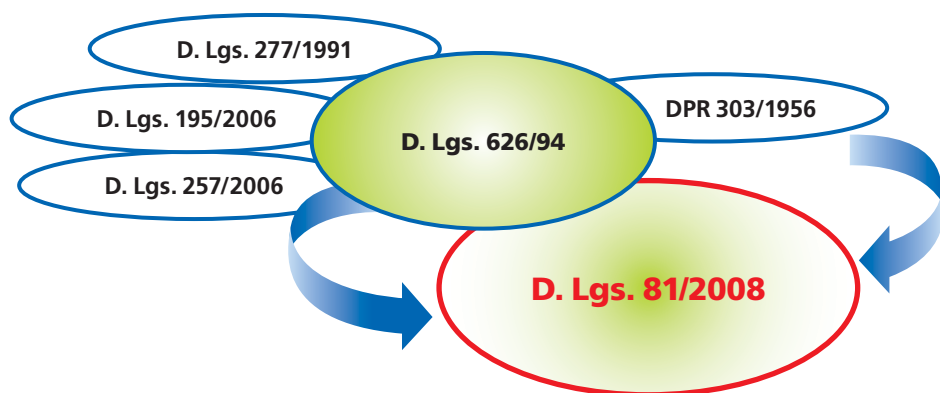 D. Lgs. 277/1991
D. Lgs. 195/2006
D. Lgs. 257/2006
D. Lgs. 626/94
DPR 303/1956
D. Lgs. 81/2008